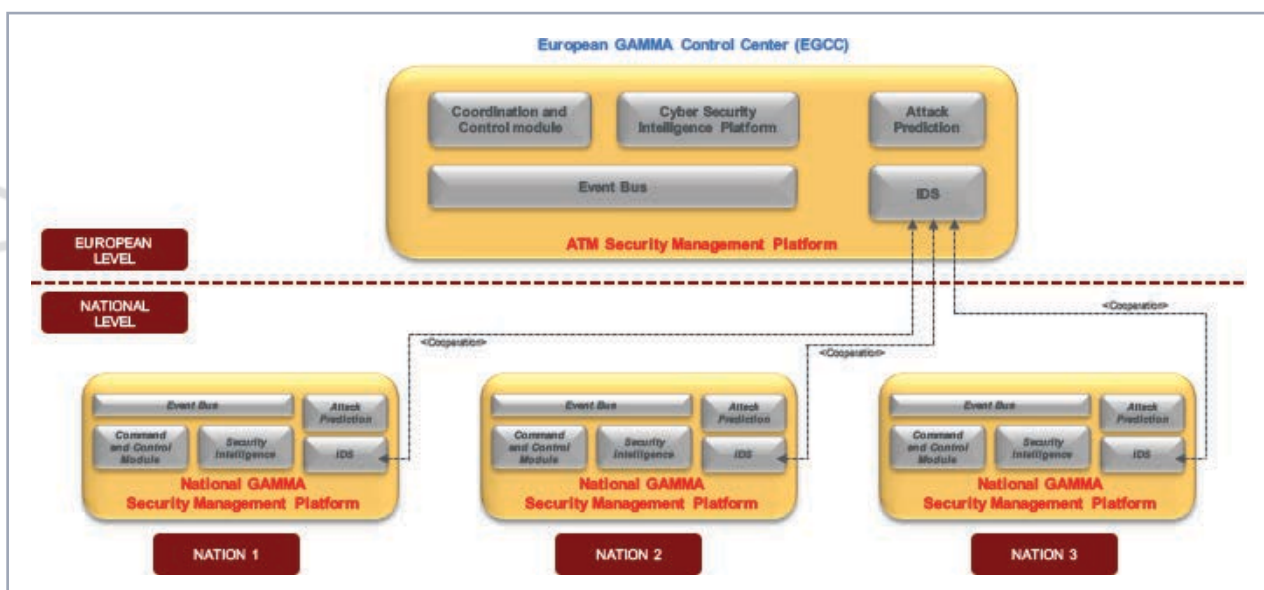 European GAMMA Control Center (EGCC)
Coordination and
Control module
Cyber Security
Intelligence Platform
Attack
Prediction
Event Bus
IDS
ATM Security Management Platform
EUROPEAN
LEVEL
NATIONAL
LEVEL
<Cooperation>
<Cooperation>
<Cooperation>
Event Bus
Attack
Prediction
Command
and Control
Module
Security
Intelligence
IDS
National GAMMA
Security Management Platform
Event Bus
Attack
Prediction
Command
and Control
Module
Security
Intelligence
IDS
National GAMMA
Security Management Platform
Event Bus
Attack
Prediction
Command
and Control
Module
Security
Intelligence
IDS
National GAMMA
Security Management Platform
NATION 1
NATION 2
NATION 3